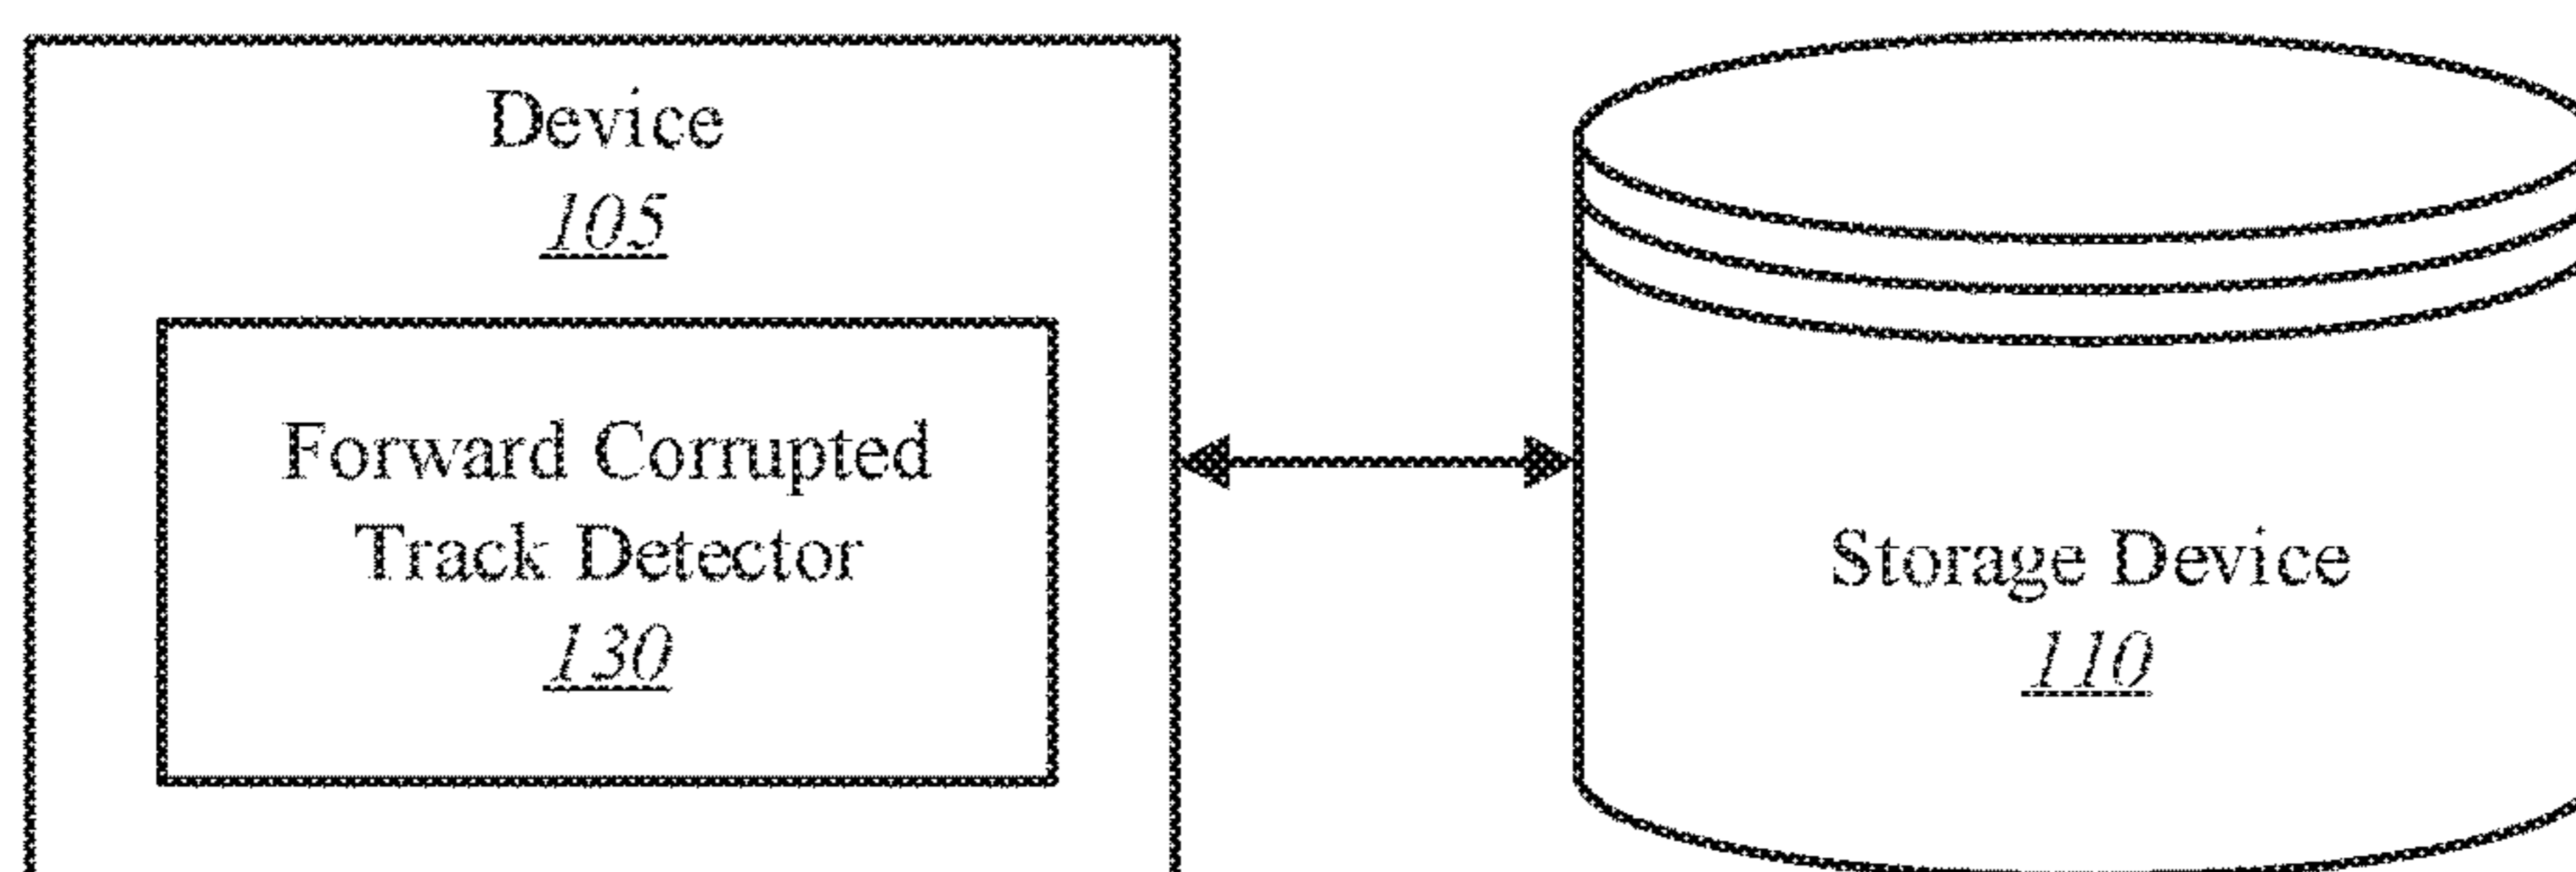 Device
105
Forward Corrupted
Track Detector
130
Storage Device
110